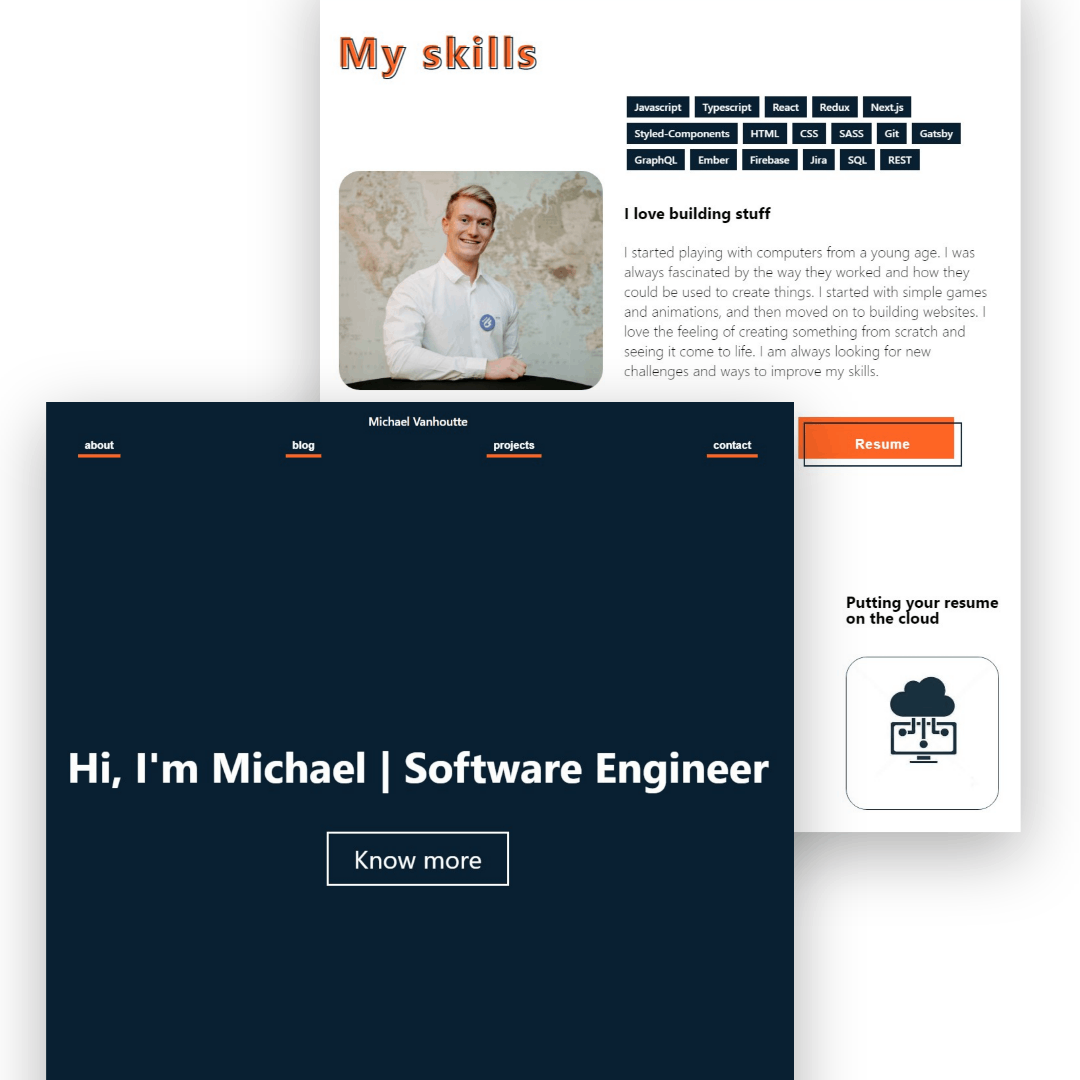 My skills
Javascript Typescript React Redux Next.js
Styled-Components HTML CSS SASS Git Gatsby
GraphQL Ember Firebase Jira SQL REST
I love building stuff
I started playing with computers from a young age. I was
always fascinated by the way they worked and how they
could be used to create things. I started with simple games
and animations, and then moved on to building websites. I
love the feeling of creating something from scratch and
seeing it come to life. I am always looking for new
challenges and ways to improve my skills.
Resume
Putting your resume
on the cloud
Michael Vanhoutte
about blog projects contact
Hi, I'm Michael | Software Engineer
Know more